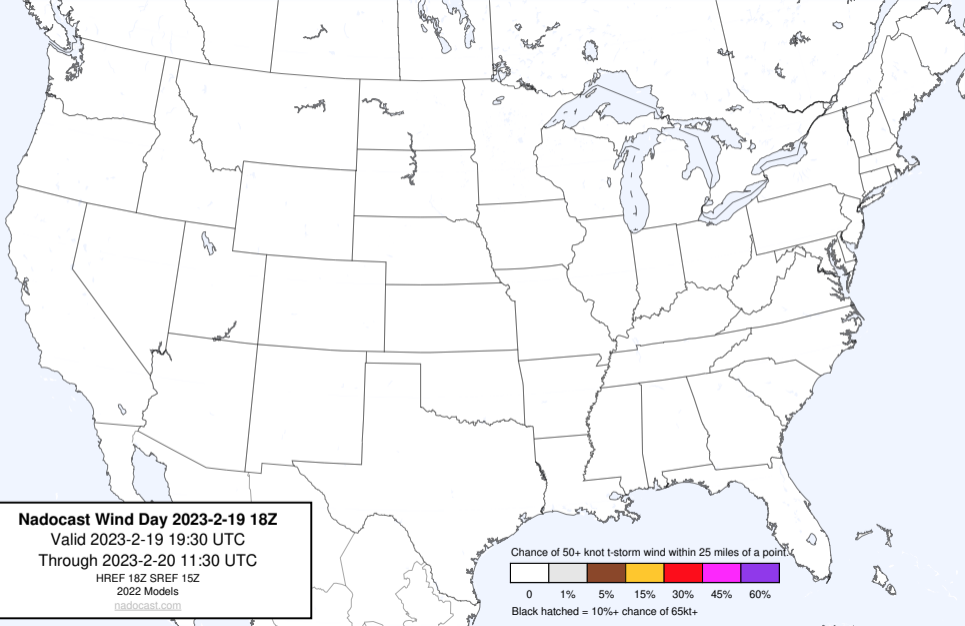 Nadocast Wind Day 2023-2-19 18Z
Valid 2023-2-19 19:30 UTC
Through 2023-2-20 11:30 UTC
HREF 18Z SREF 15Z
2022 Models
nadocast.com
Chance of 50+ knot t-storm wind within 25 miles of a point.
0 1% 5% 15% 30% 45% 60%
Black hatched = 10%+ chance of 65kt+